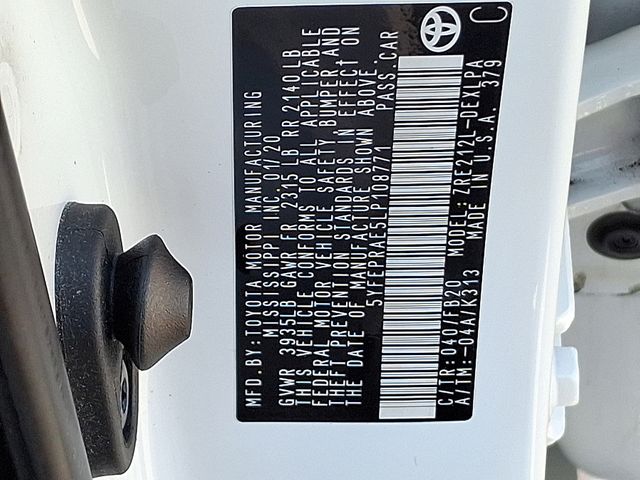 MFD.BY:TOYOTA MOTOR MANUFACTURING
MISSISSIPPI INC. 01/20
GVWR 3935LB GAWR FR 2315 LB RR 2140LB
THIS VEHICLE CONFORMS TO ALL APPLICABLE
FEDERAL MOTOR VEHICLE SAFETY, BUMPER AND
THEFT PREVENTION STANDARDS IN EFFECT ON
THE DATE OF MANUFACTURE SHOWN ABOVE.
5YFEPRAE5LP108771 PASS.CAR
C/TR:040/FB20 MODEL:ZRE212L-DEXLPA
A/TM:-04A/K313 MADE IN U.S.A. 379
C